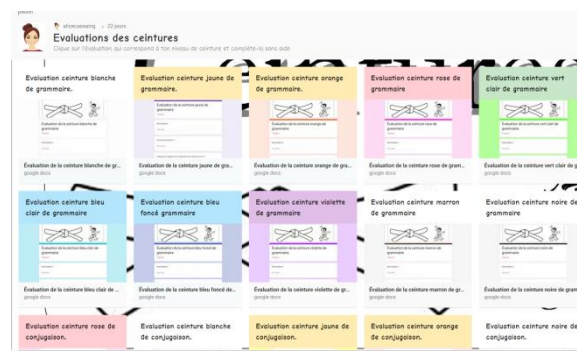 alicecassaing • 22 jours
Evaluations des ceintures
Clique sur l'évaluation qui correspond à ton niveau de ceinture et complète-la sans aide.
Evaluation ceinture blanche
de grammaire.
Evaluation ceinture jaune de
grammaire.
Evaluation ceinture orange
de grammaire.
Evaluation ceinture rose de
grammaire
Evaluation ceinture vert
clair de grammaire
Évaluation de la ceinture blanche de gr...
google docs
Évaluation de la ceinture jaune de gra...
google docs
Évaluation de la ceinture orange de gra...
google docs
Évaluation de la ceinture rose de gram...
google docs
Évaluation de la ceinture vert clair de g
google docs
Evaluation ceinture bleu
clair de grammaire
Evaluation ceinture bleu
foncé grammaire
Evaluation ceinture violette
de grammaire
Evaluation ceinture marron
de grammaire
Evaluation ceinture noire de
grammaire
Évaluation de la ceinture bleu clair de ...
google docs
Évaluation de la ceinture bleu foncé de...
google docs
Évaluation de la ceinture violette de gr...
google docs
Évaluation de la ceinture marron de gr...
google docs
Évaluation de la ceinture noire de gram
google docs
Evaluation ceinture rose de
conjugaison.
Evaluation ceinture blanche
de conjugaison.
Evaluation ceinture jaune de
conjugaison.
Evaluation ceinture orange
de conjugaison.
Evaluation ceinture noire de
conjugaison.